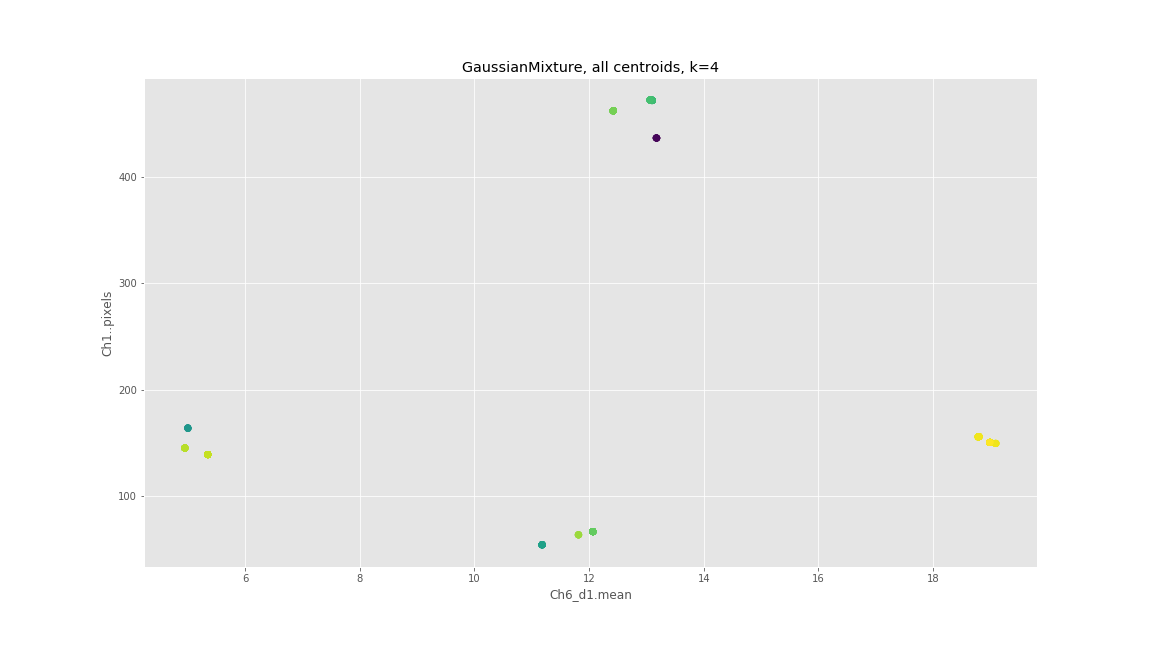 GaussianMixture, all centroids, k=4
400
300
200
100
Ch1..pixels
6 8 10 12 14 16 18
Ch6_d1.mean